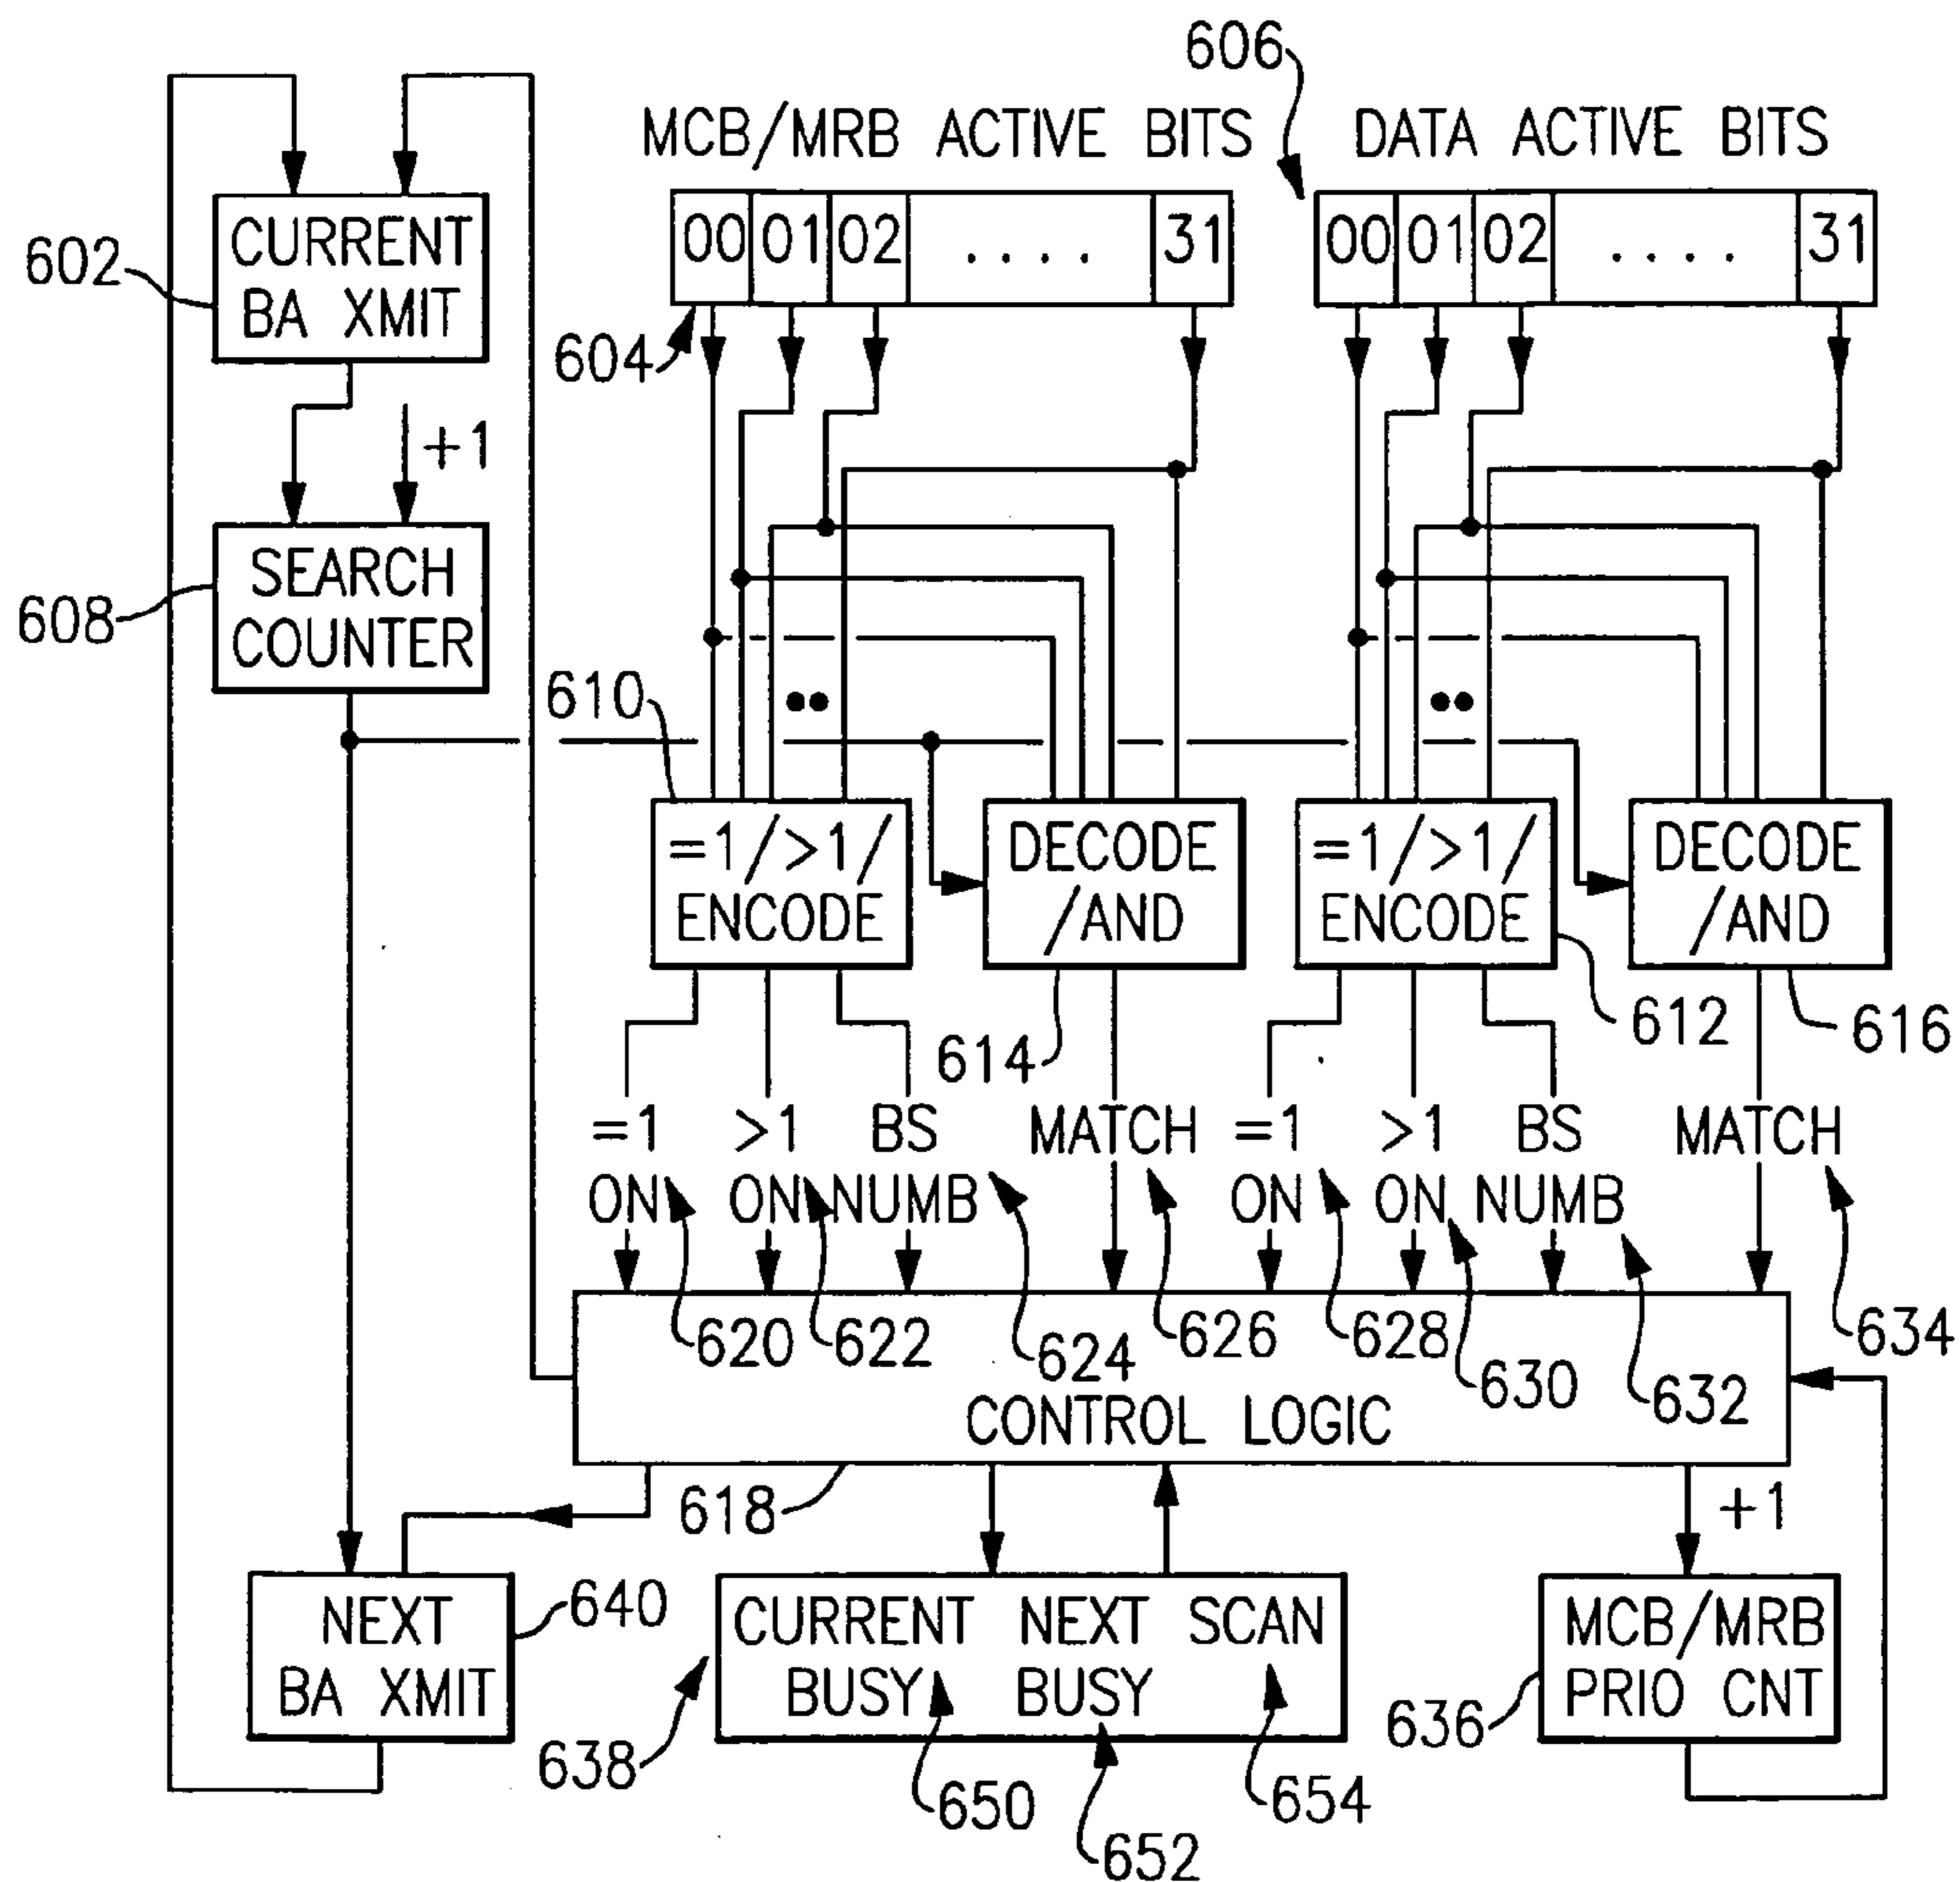 606
MCB/MRB ACTIVE BITS
DATA ACTIVE BITS
00 01 02 .... 31
00 01 02 .... 31
602
CURRENT
BA XMIT
604
+1
608
SEARCH
COUNTER
610
=1/>1/
ENCODE
DECODE
/AND
=1/>1/
ENCODE
DECODE
/AND
614
612
616
=1
ON
>1
ON
BS
NUMB
MATCH
=1
ON
>1
ON
BS
NUMB
MATCH
620
622
624
626
628
630
632
634
CONTROL LOGIC
618
+1
NEXT
BA XMIT
640
CURRENT
BUSY
NEXT
BUSY
SCAN
MCB/MRB
PRIO CNT
636
638
650
652
654